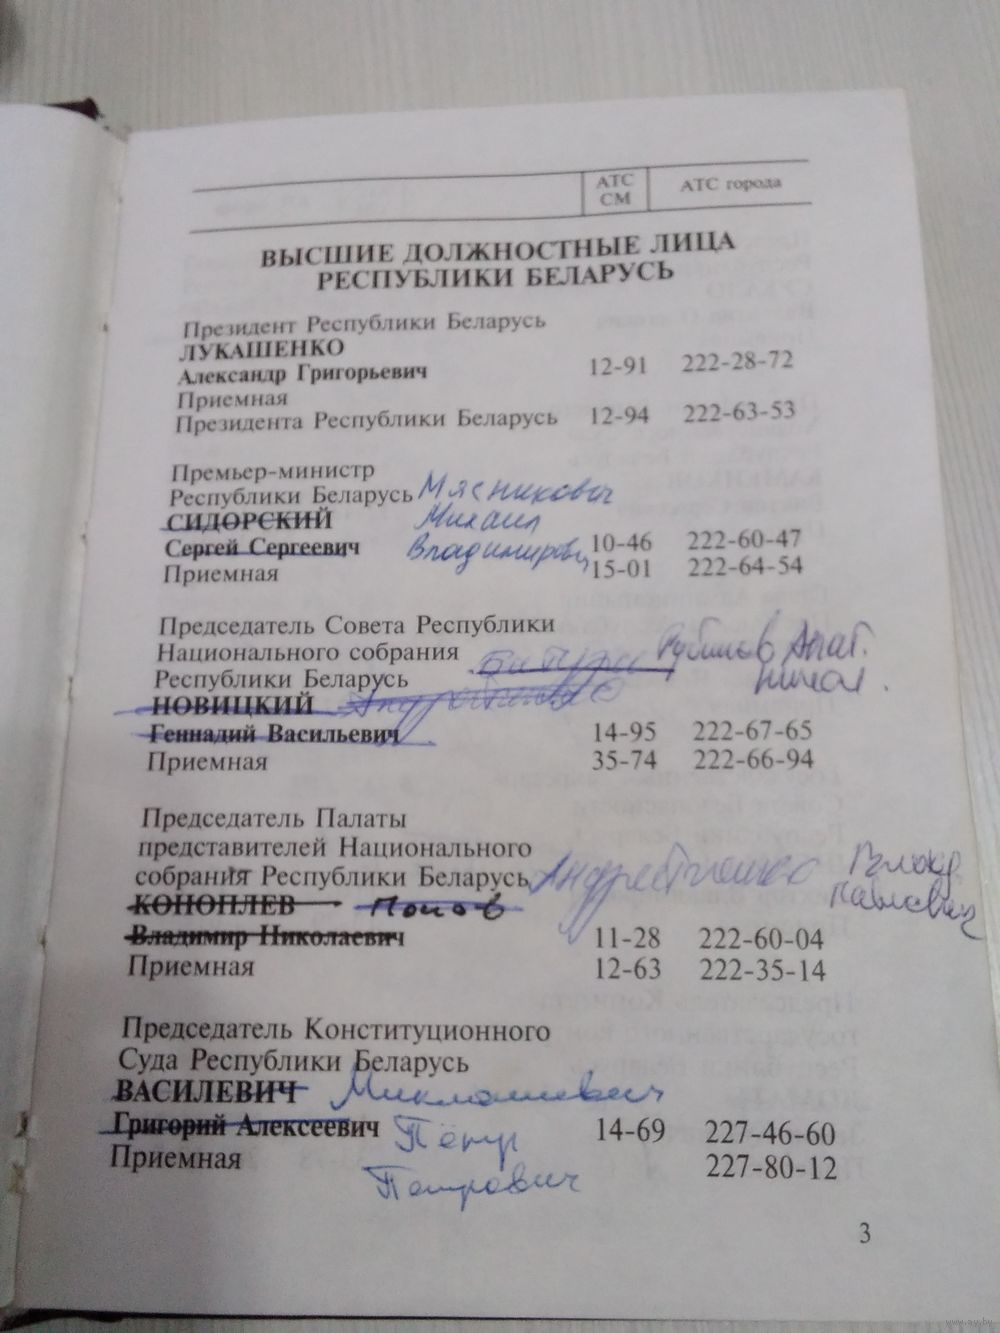 АТС СМ АТС города
ВЫСШИЕ ДОЛЖНОСТНЫЕ ЛИЦА
РЕСПУБЛИКИ БЕЛАРУСЬ
Президент Республики Беларусь
ЛУКАШЕНКО
Александр Григорьевич 12-91 222-28-72
Приемная
Президента Республики Беларусь 12-94 222-63-53
Премьер-министр
Республики Беларусь Мясникович
СИДОРСКИЙ Михаил
Сергей Сергеевич Владимирович 10-46 222-60-47
Приемная 15-01 222-64-54
Председатель Совета Республики
Национального собрания Батура Рубинов Анат.
Республики Беларусь Никол.
НОВИЦКИЙ
Геннадий Васильевич 14-95 222-67-65
Приемная 35-74 222-66-94
Председатель Палаты
представителей Национального
собрания Республики Беларусь Андрейченко Владимир
КОНОПЛЕВ Попов Павлович
Владимир Николаевич 11-28 222-60-04
Приемная 12-63 222-35-14
Председатель Конституционного
Суда Республики Беларусь
ВАСИЛЕВИЧ Миклашевич
Григорий Алексеевич Пётр 14-69 227-46-60
Приемная Петрович 227-80-12
3
www.ay.by